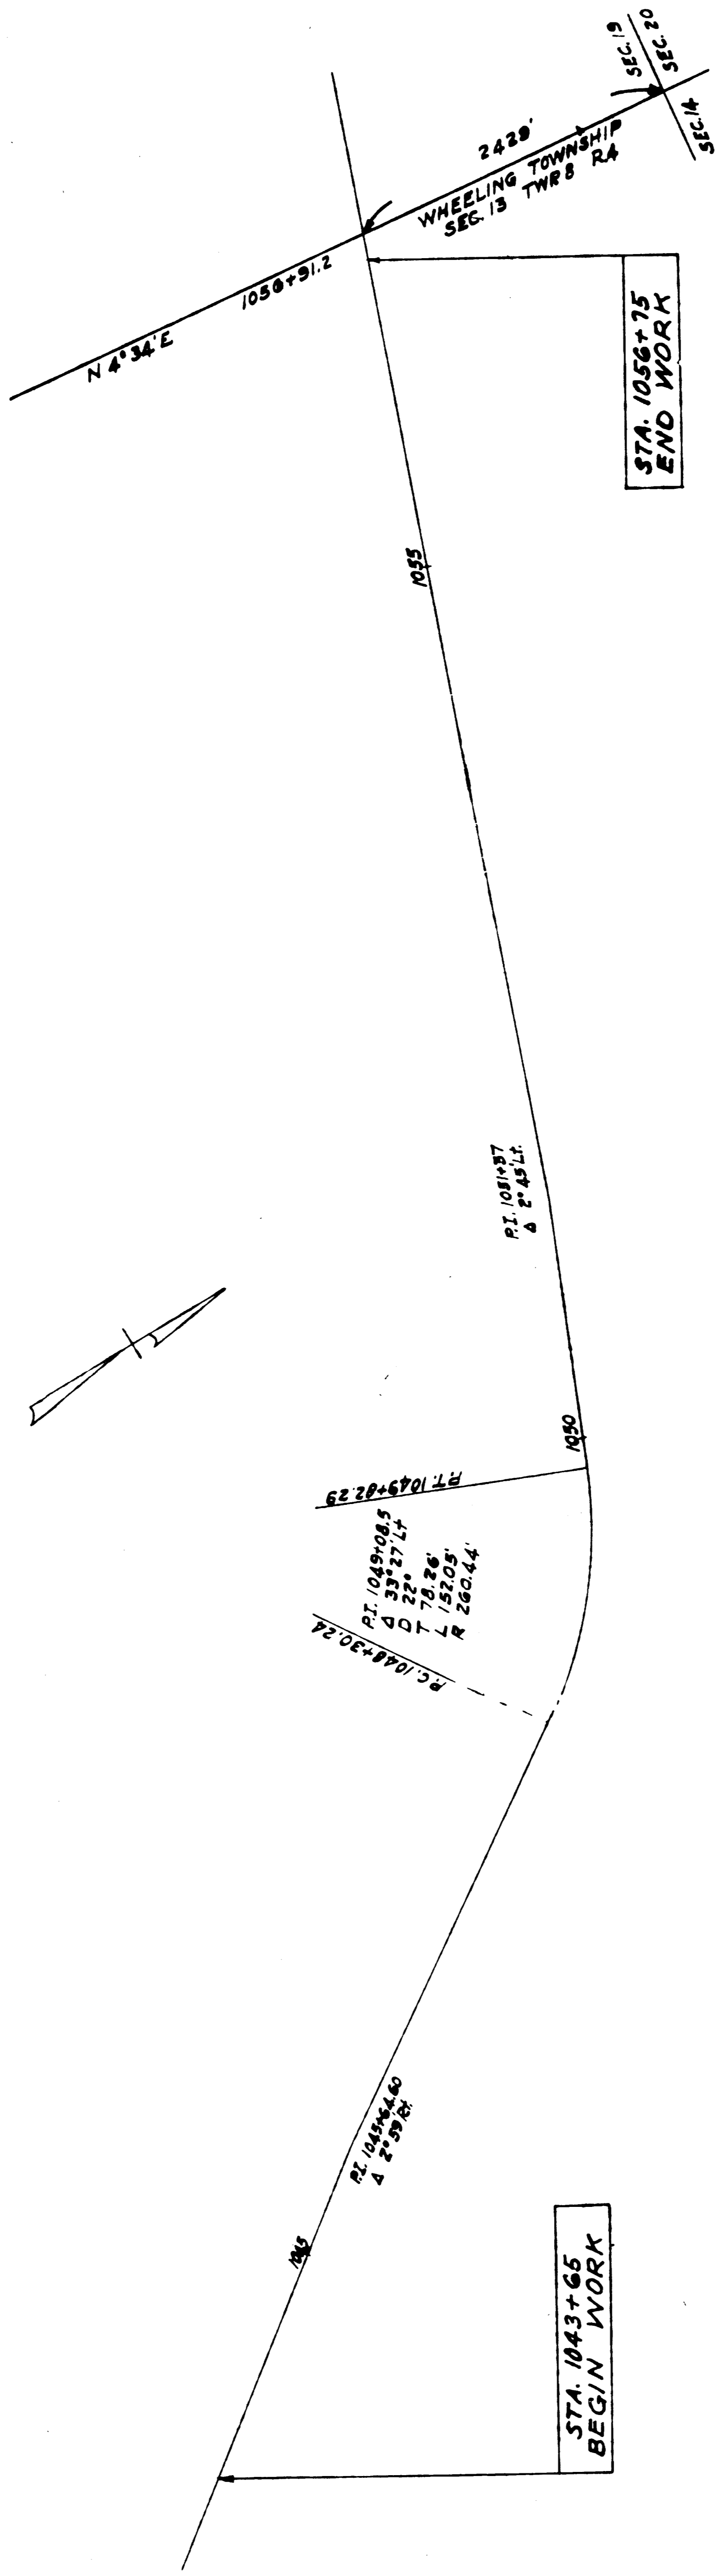 STA. 1043+65
BEGIN WORK
1045
P.I. 1045+64.60
Δ 2° 59' Rt.
P.C. 1048+30.24
P.I. 1049+08.5
Δ 33° 27' Lt
D 22°
T 78.26'
L 152.05'
R 260.44'
P.T. 1049+82.29
1050
P.I. 1051+37
Δ 2° 45' Lt.
1055
STA. 1056+75
END WORK
N 4° 34' E
1056+91.2
2429'
WHEELING TOWNSHIP
SEC. 13 TWR8 R4
SEC. 19
SEC. 20
SEC. 14